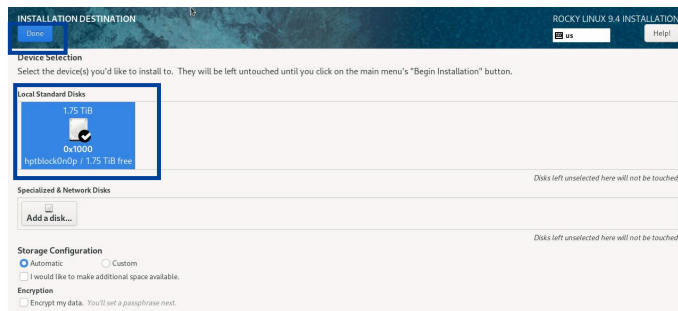 INSTALLATION DESTINATION
ROCKY LINUX 9.4 INSTALLATION
Done
us
Help!
Device Selection
Select the device(s) you'd like to install to. They will be left untouched until you click on the main menu's "Begin Installation" button.
Local Standard Disks
1.75 TiB
0x1000
hptblock0n0p / 1.75 TiB free
Disks left unselected here will not be touched
Specialized & Network Disks
Add a disk...
Disks left unselected here will not be touched
Storage Configuration
Automatic Custom
I would like to make additional space available.
Encryption
Encrypt my data. You'll set a passphrase next.